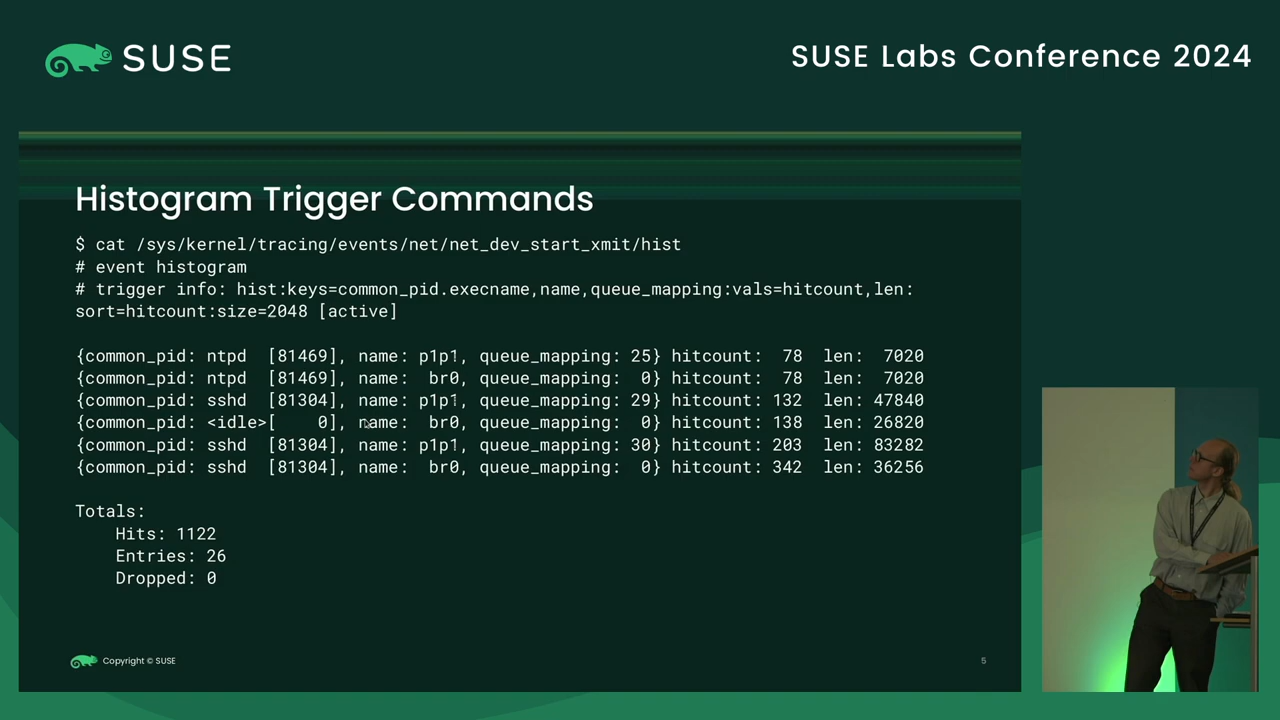 SUSE
SUSE Labs Conference 2024
Histogram Trigger Commands
$ cat /sys/kernel/tracing/events/net/net_dev_start_xmit/hist
# event histogram
# trigger info: hist:keys=common_pid.execname,name,queue_mapping:vals=hitcount,len:
sort=hitcount:size=2048 [active]
{common_pid: ntpd  [81469], name: p1p1, queue_mapping: 25} hitcount:  78  len:  7020
{common_pid: ntpd  [81469], name:  br0, queue_mapping:  0} hitcount:  78  len:  7020
{common_pid: sshd  [81304], name: p1p1, queue_mapping: 29} hitcount: 132  len: 47840
{common_pid: <idle>[    0], name:  br0, queue_mapping:  0} hitcount: 138  len: 26820
{common_pid: sshd  [81304], name: p1p1, queue_mapping: 30} hitcount: 203  len: 83282
{common_pid: sshd  [81304], name:  br0, queue_mapping:  0} hitcount: 342  len: 36256
Totals:
Hits: 1122
Entries: 26
Dropped: 0
Copyright © SUSE
5